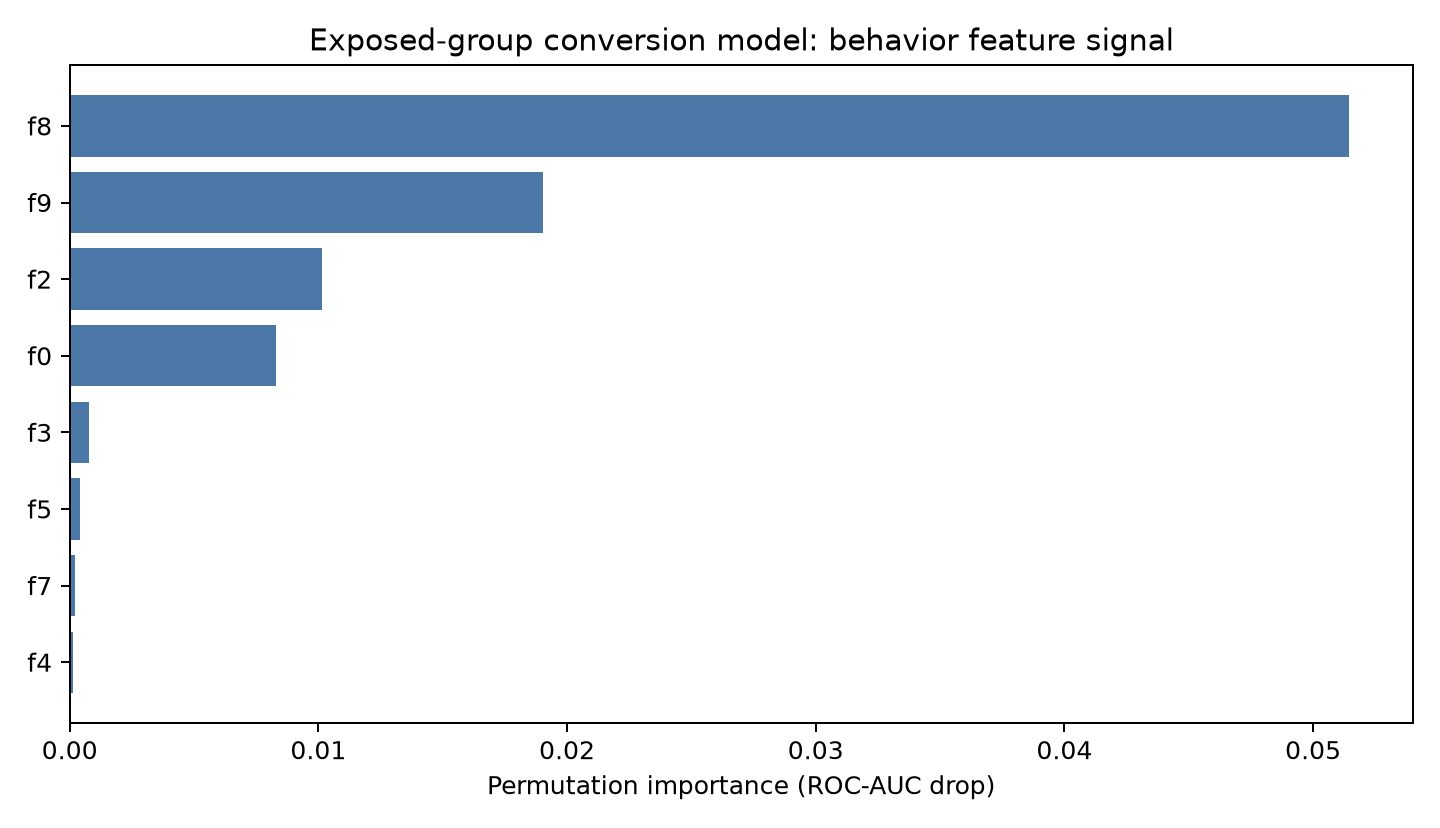 Exposed-group conversion model: behavior feature signal
f8
f9
f2
f0
f3
f5
f7
f4
0.00 0.01 0.02 0.03 0.04 0.05
Permutation importance (ROC-AUC drop)